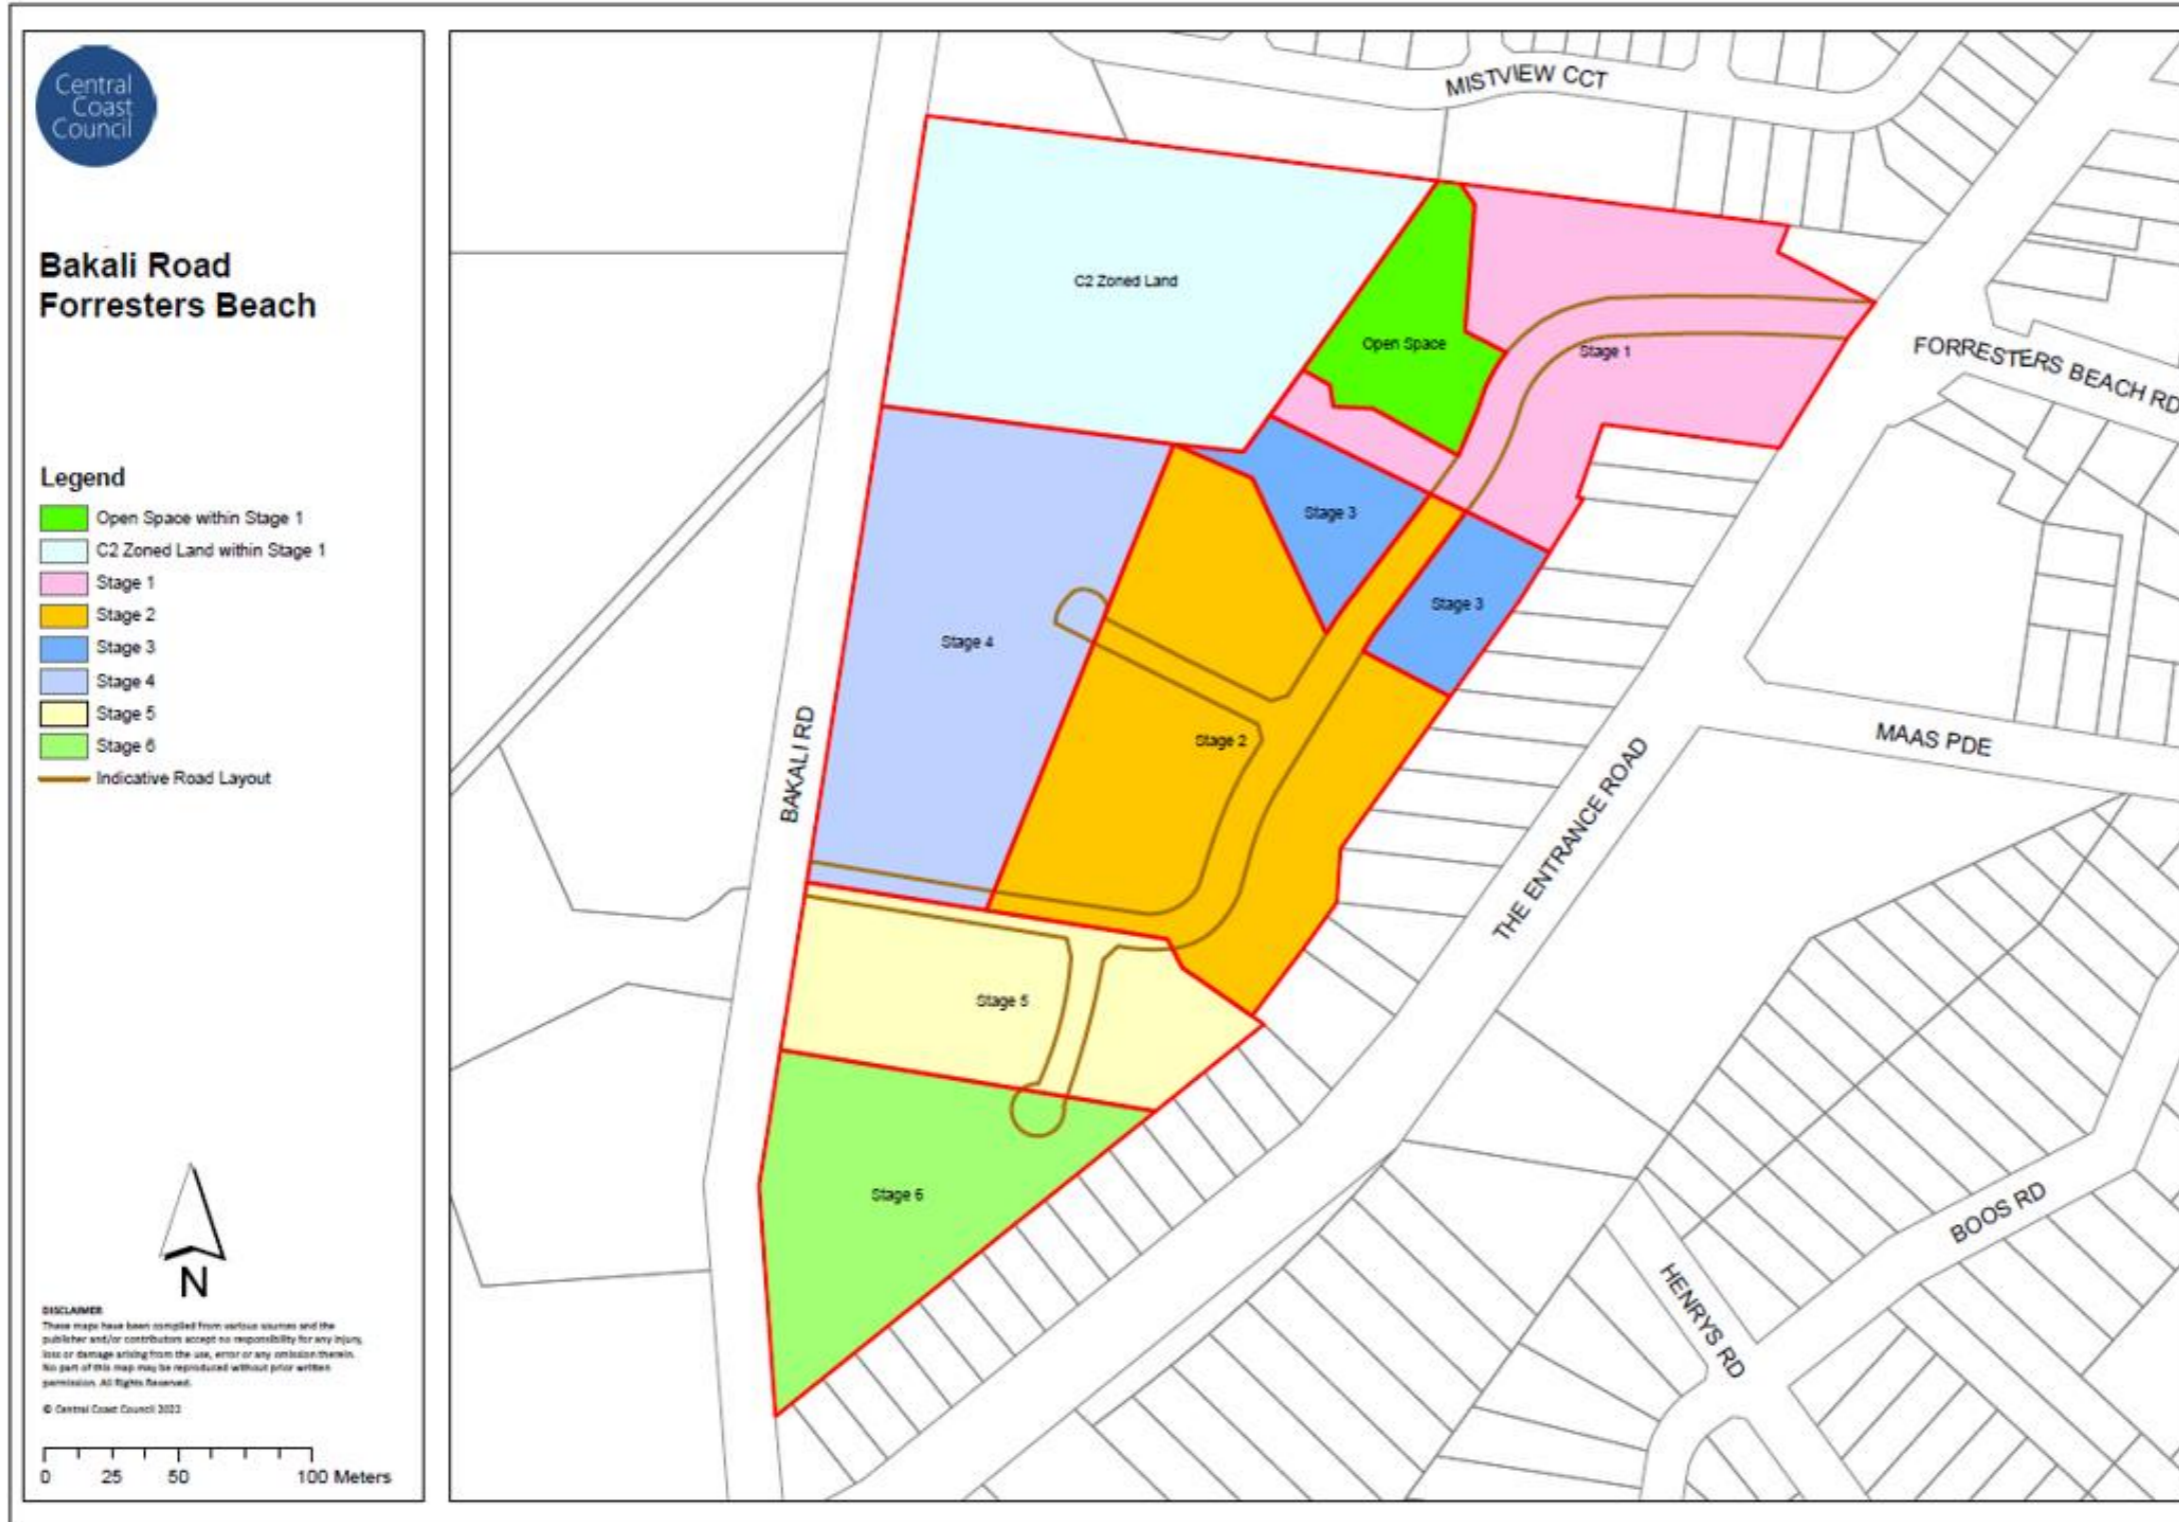 Central
Coast
Council
Bakali Road
Forresters Beach
Legend
Open Space within Stage 1
C2 Zoned Land within Stage 1
Stage 1
Stage 2
Stage 3
Stage 4
Stage 5
Stage 6
Indicative Road Layout
N
DISCLAIMER
These maps have been compiled from various sources and the
publisher and/or contributors accept no responsibility for any injury,
loss or damage arising from the use, error or any omission therein.
No part of this map may be reproduced without prior written
permission. All Rights Reserved.
© Central Coast Council 2022
0 25 50 100 Meters
MISTVIEW CCT
C2 Zoned Land
Open Space
Stage 1
FORRESTERS BEACH RD
Stage 3
Stage 3
Stage 4
Stage 2
BAKALI RD
MAAS PDE
THE ENTRANCE ROAD
Stage 5
Stage 6
BOOS RD
HENRYS RD